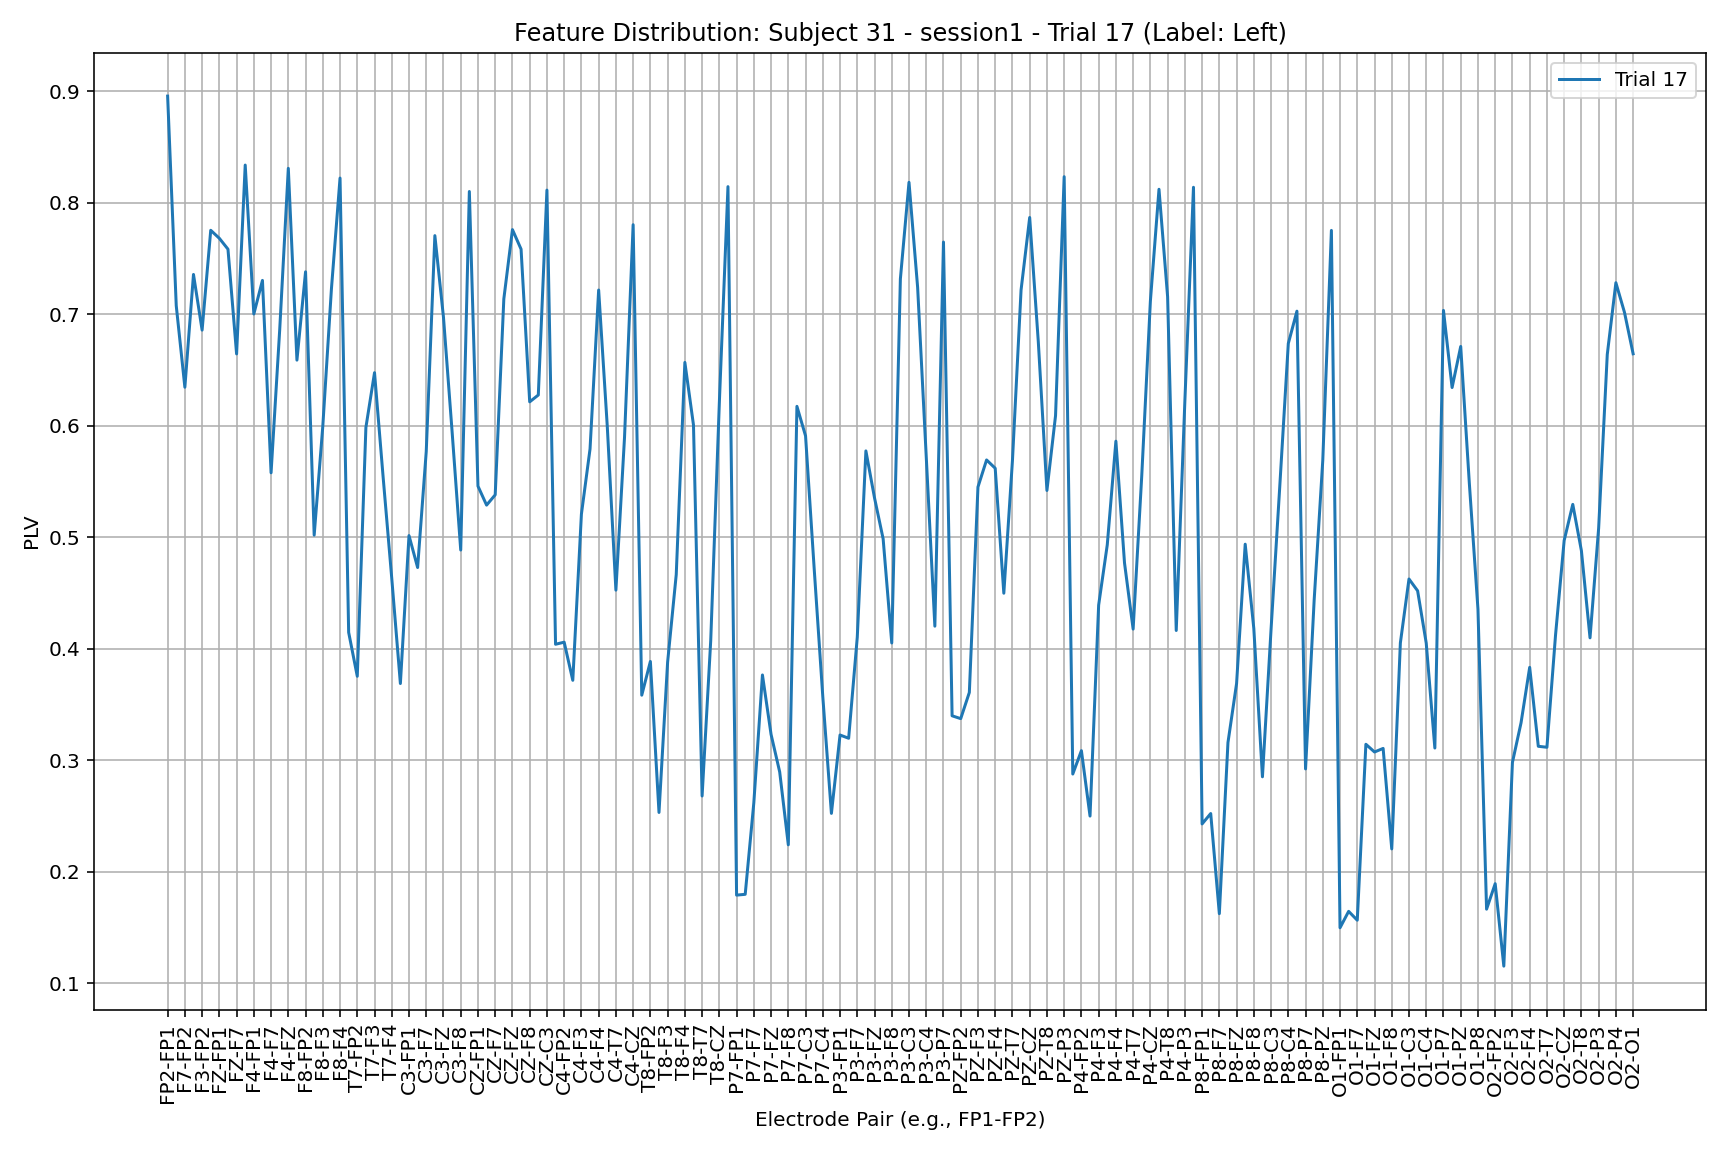 Feature Distribution: Subject 31 - session1 - Trial 17 (Label: Left)
Trial 17
0.9
0.8
0.7
0.6
0.5
0.4
0.3
0.2
0.1
PLV
FP2-FP1
F7-FP2
F3-FP2
FZ-FP1
FZ-F7
F4-FP1
F4-F7
F4-FZ
F8-FP2
F8-F3
F8-F4
T7-FP2
T7-F3
T7-F4
C3-FP1
C3-F7
C3-FZ
C3-F8
CZ-FP1
CZ-F7
CZ-FZ
CZ-F8
CZ-C3
C4-FP2
C4-F3
C4-F4
C4-T7
C4-CZ
T8-FP2
T8-F3
T8-F4
T8-T7
T8-CZ
P7-FP1
P7-F7
P7-FZ
P7-F8
P7-C3
P7-C4
P3-FP1
P3-F7
P3-FZ
P3-F8
P3-C3
P3-C4
P3-P7
PZ-FP2
PZ-F3
PZ-F4
PZ-T7
PZ-CZ
PZ-T8
PZ-P3
P4-FP2
P4-F3
P4-F4
P4-T7
P4-CZ
P4-T8
P4-P3
P8-FP1
P8-F7
P8-FZ
P8-F8
P8-C3
P8-C4
P8-P7
P8-PZ
O1-FP1
O1-F7
O1-FZ
O1-F8
O1-C3
O1-C4
O1-P7
O1-PZ
O1-P8
O2-FP2
O2-F3
O2-F4
O2-T7
O2-CZ
O2-T8
O2-P3
O2-P4
O2-O1
Electrode Pair (e.g., FP1-FP2)